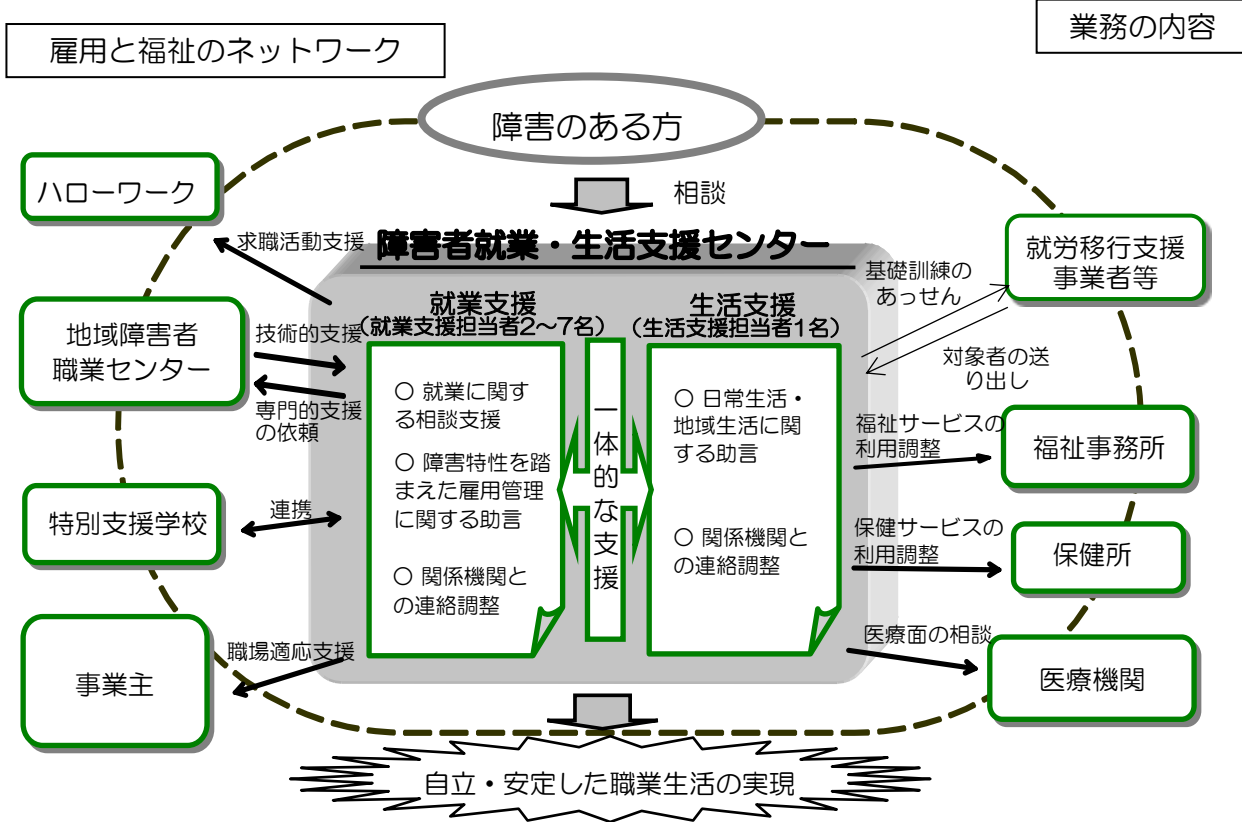 雇用と福祉のネットワーク
業務の内容
障害のある方
相談
ハローワーク
求職活動支援
障害者就業・生活支援センター
就労移行支援
事業者等
基礎訓練の
あっせん
対象者の送
り出し
就業支援
(就業支援担当者2～7名)
生活支援
(生活支援担当者1名)
地域障害者
職業センター
技術的支援
専門的支援
の依頼
〇 就業に関す
る相談支援
〇 障害特性を踏
まえた雇用管理
に関する助言
〇 関係機関と
の連絡調整
一体的な支援
〇 日常生活・
地域生活に関
する助言
〇 関係機関と
の連絡調整
福祉サービスの
利用調整
福祉事務所
特別支援学校
連携
保健サービスの
利用調整
保健所
事業主
職場適応支援
医療面の相談
医療機関
自立・安定した職業生活の実現